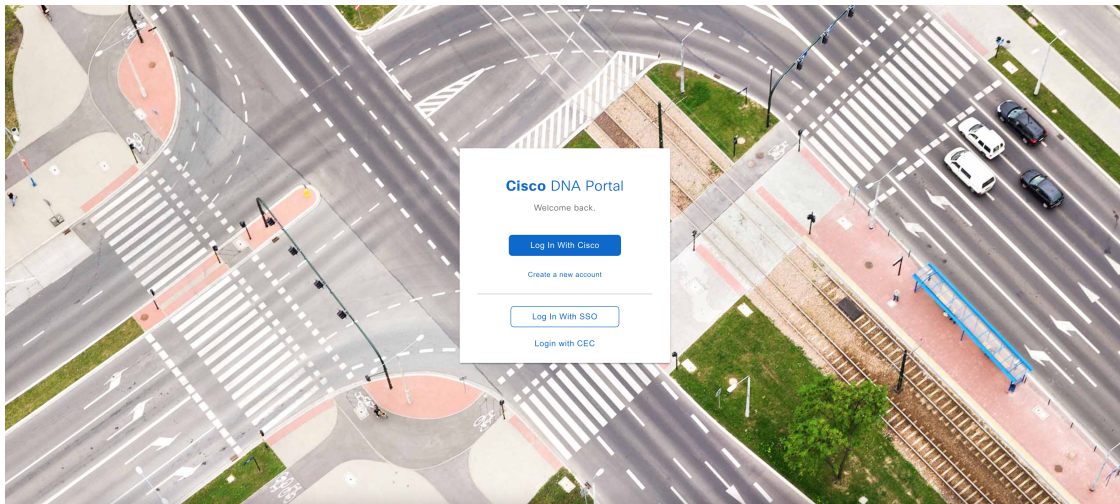 Cisco DNA Portal
Welcome back.
Log In With Cisco
Create a new account
Log In With SSO
Login with CEC